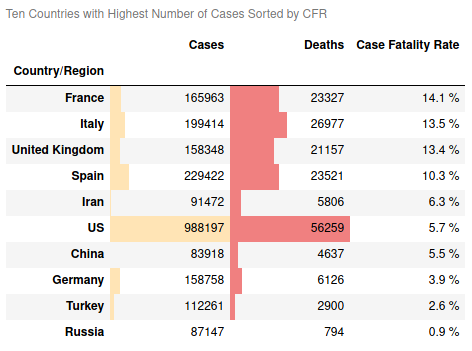 Ten Countries with Highest Number of Cases Sorted by CFR
Cases Deaths Case Fatality Rate
Country/Region
France 165963 23327 14.1 %
Italy 199414 26977 13.5 %
United Kingdom 158348 21157 13.4 %
Spain 229422 23521 10.3 %
Iran 91472 5806 6.3 %
US 988197 56259 5.7 %
China 83918 4637 5.5 %
Germany 158758 6126 3.9 %
Turkey 112261 2900 2.6 %
Russia 87147 794 0.9 %